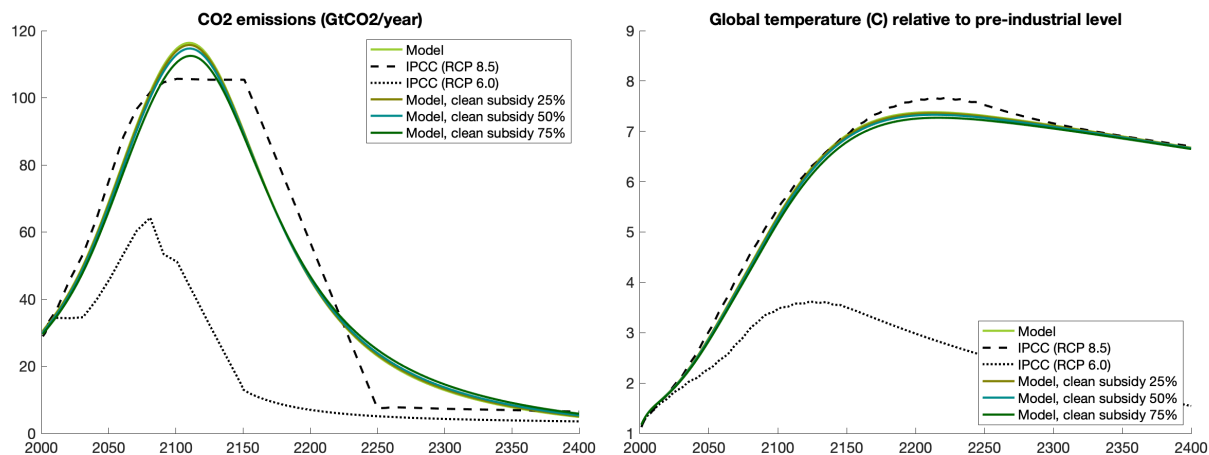 CO2 emissions (GtCO2/year)
120
100
80
60
40
20
0
2000 2050 2100 2150 2200 2250 2300 2350 2400
Model
IPCC (RCP 8.5)
IPCC (RCP 6.0)
Model, clean subsidy 25%
Model, clean subsidy 50%
Model, clean subsidy 75%
Global temperature (C) relative to pre-industrial level
9
8
7
6
5
4
3
2
1
2000 2050 2100 2150 2200 2250 2300 2350 2400
Model
IPCC (RCP 8.5)
IPCC (RCP 6.0)
Model, clean subsidy 25%
Model, clean subsidy 50%
Model, clean subsidy 75%